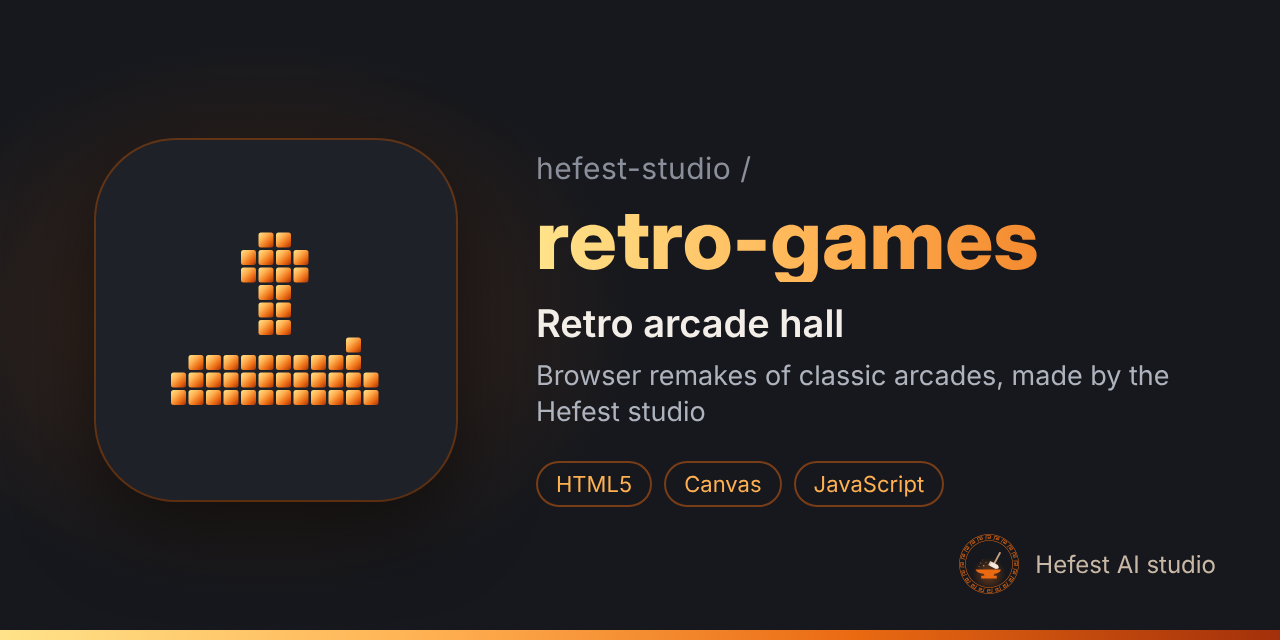 hefest-studio /
retro-games
Retro arcade hall
Browser remakes of classic arcades, made by the
Hefest studio
HTML5
Canvas
JavaScript
Hefest AI studio